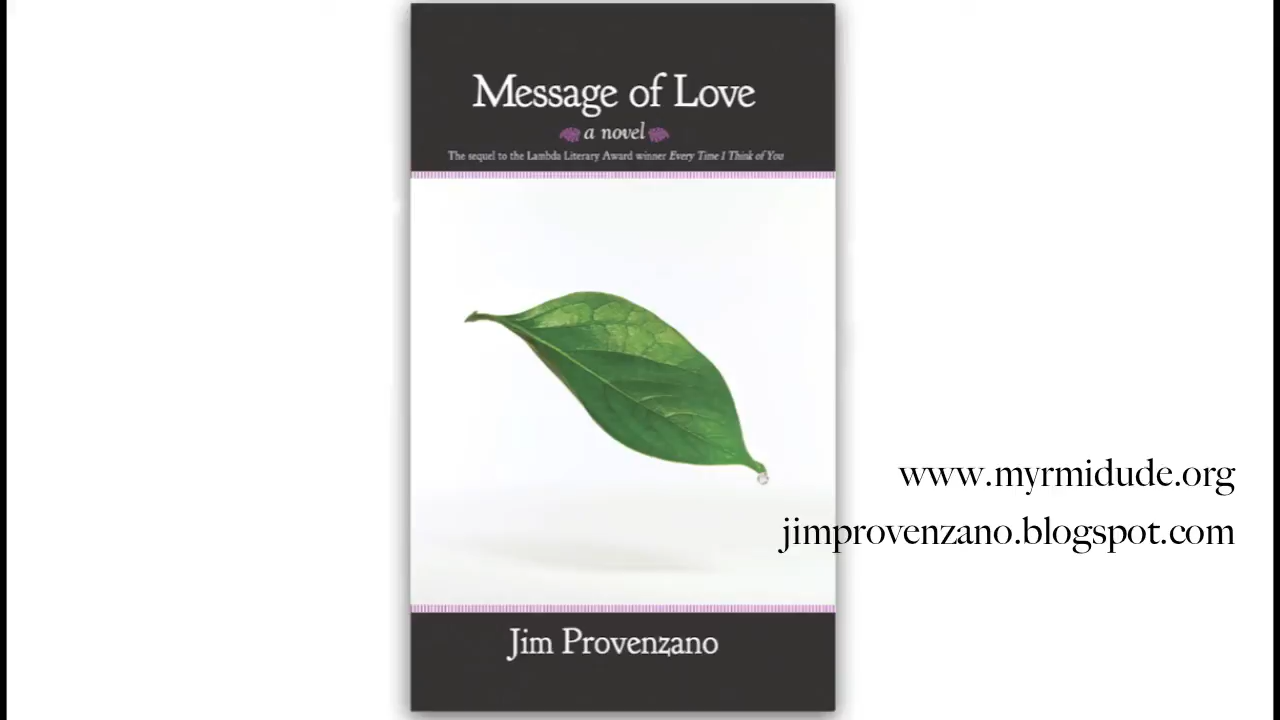 Message of Love
a novel
The sequel to the Lambda Literary Award winner Every Time I Think of You
www.myrmidude.org
jimprovenzano.blogspot.com
Jim Provenzano